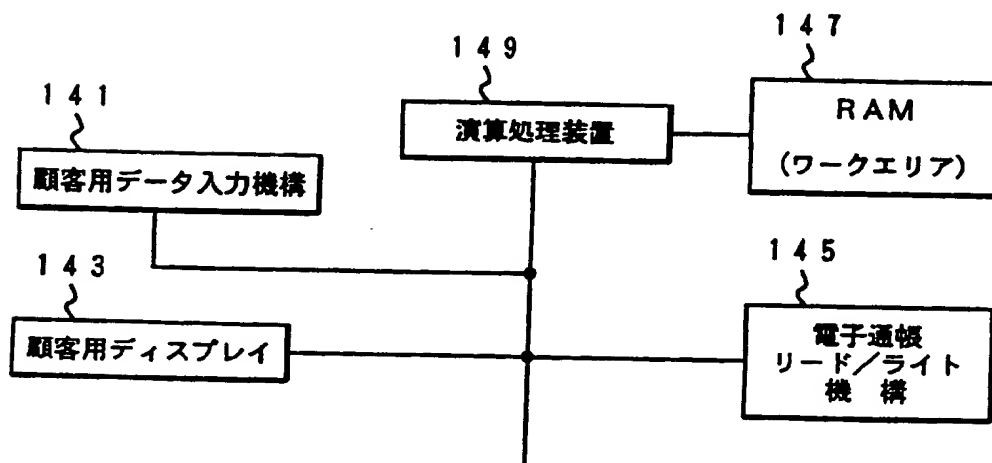 147
149
141
RAM
(ワークエリア)
演算処理装置
顧客用データ入力機構
143
145
顧客用ディスプレイ
電子通帳
リード/ライト
機 構